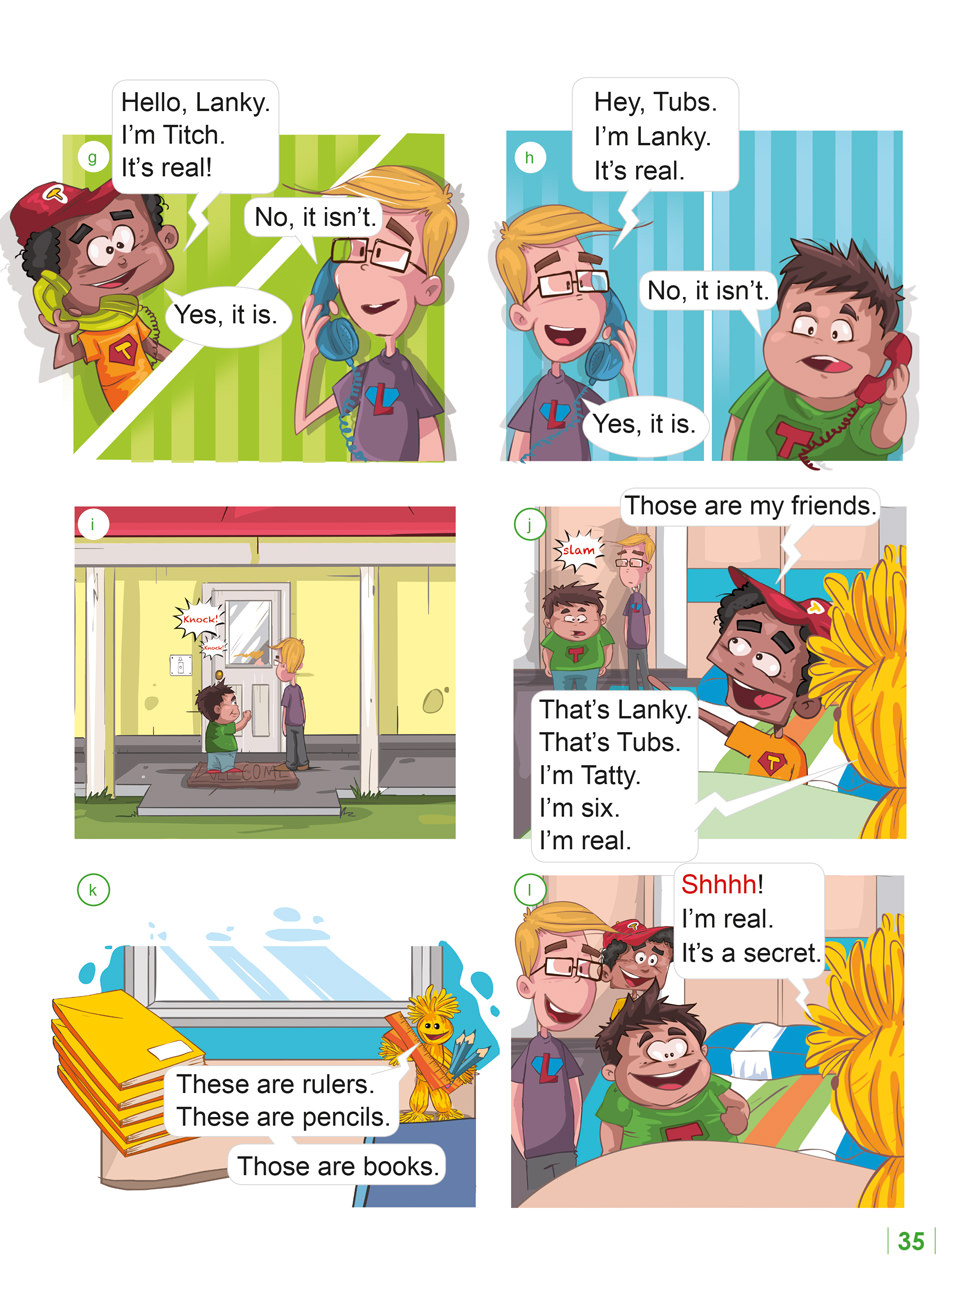 g
Hello, Lanky.
I'm Titch.
It's real!
No, it isn't.
Yes, it is.
T
T
L
h
Hey, Tubs.
I'm Lanky.
It's real.
No, it isn't.
Yes, it is.
L
T
i
Knock!
Knock!
WELCOME
j
Those are my friends.
slam
That's Lanky.
That's Tubs.
I'm Tatty.
I'm six.
I'm real.
T
L
T
T
k
These are rulers.
These are pencils.
Those are books.
l
Shhhh!
I'm real.
It's a secret.
T
L
T
35